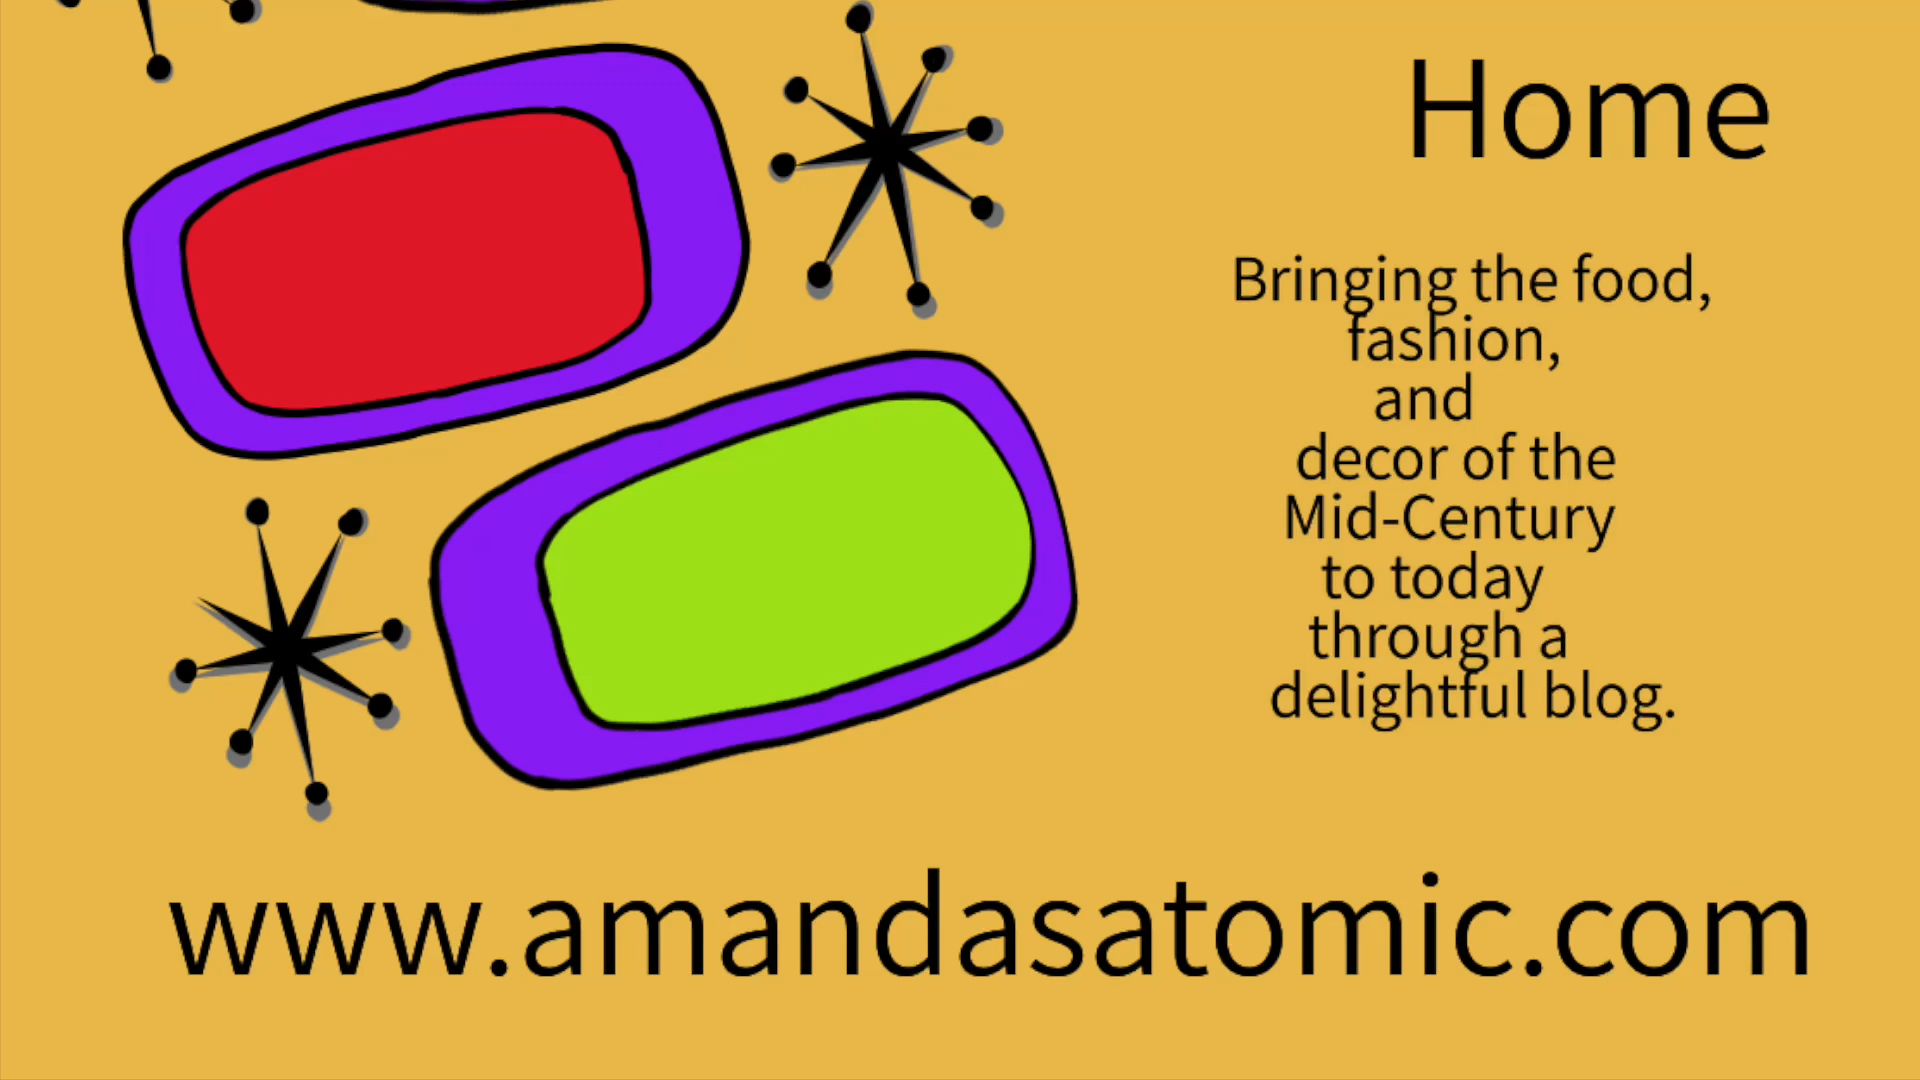 Home
Bringing the food,
fashion,
and
decor of the
Mid-Century
to today
through a
delightful blog.
www.amandasatomic.com